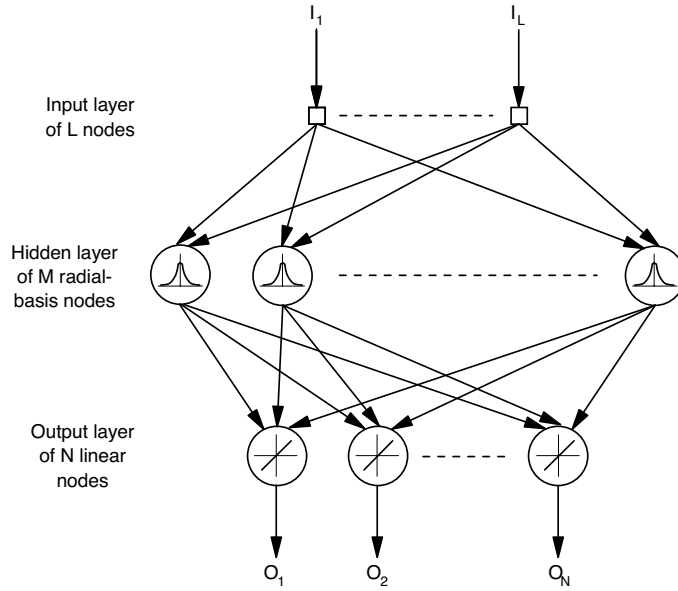 I1 IL
Input layer
of L nodes
Hidden layer
of M radial-
basis nodes
Output layer
of N linear
nodes
O1 O2 ON